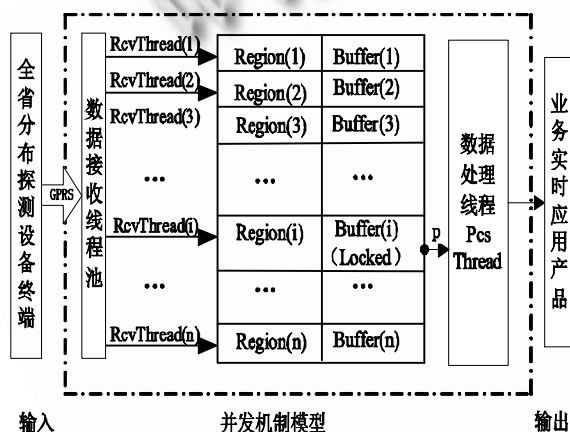 全省分布探测设备终端
GPRS
数据接收线程池
RcvThread(1)
RcvThread(2)
RcvThread(3)
...
RcvThread(i)
...
RcvThread(n)
Region(1) Buffer(1)
Region(2) Buffer(2)
Region(3) Buffer(3)
... ...
Region(i) Buffer(i)
(Locked)
... ...
Region(n) Buffer(n)
p
数据
处理
线程
Pcs
Thread
业务实时应用产品
输入 并发机制模型 输出